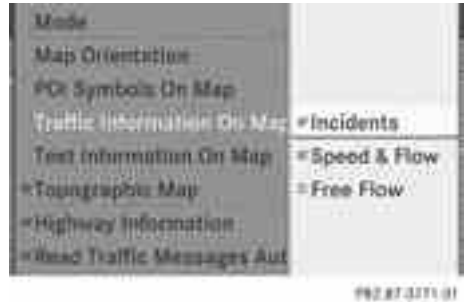 Mode
Map Orientation
POI Symbols On Map
Traffic Information On Map
Incidents
Text Information On Map
Speed & Flow
Topographic Map
Free Flow
Highway Information
Read Traffic Messages Aut
P82.87-3771-31